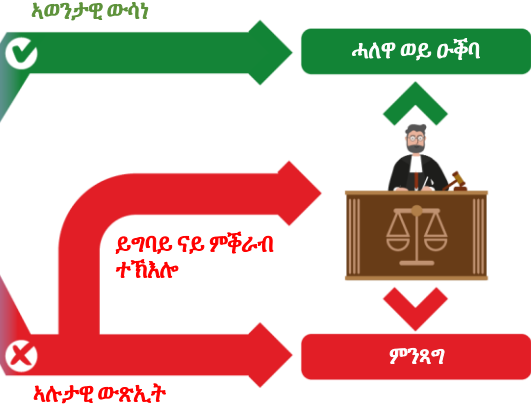 ኣወንታዊ ውሳነ
ሓለዋ ወይ ዑቕባ
ይግባይ ናይ ምቕራብ
ተኽእሎ
ምንጻግ
ኣሉታዊ ውጽኢት